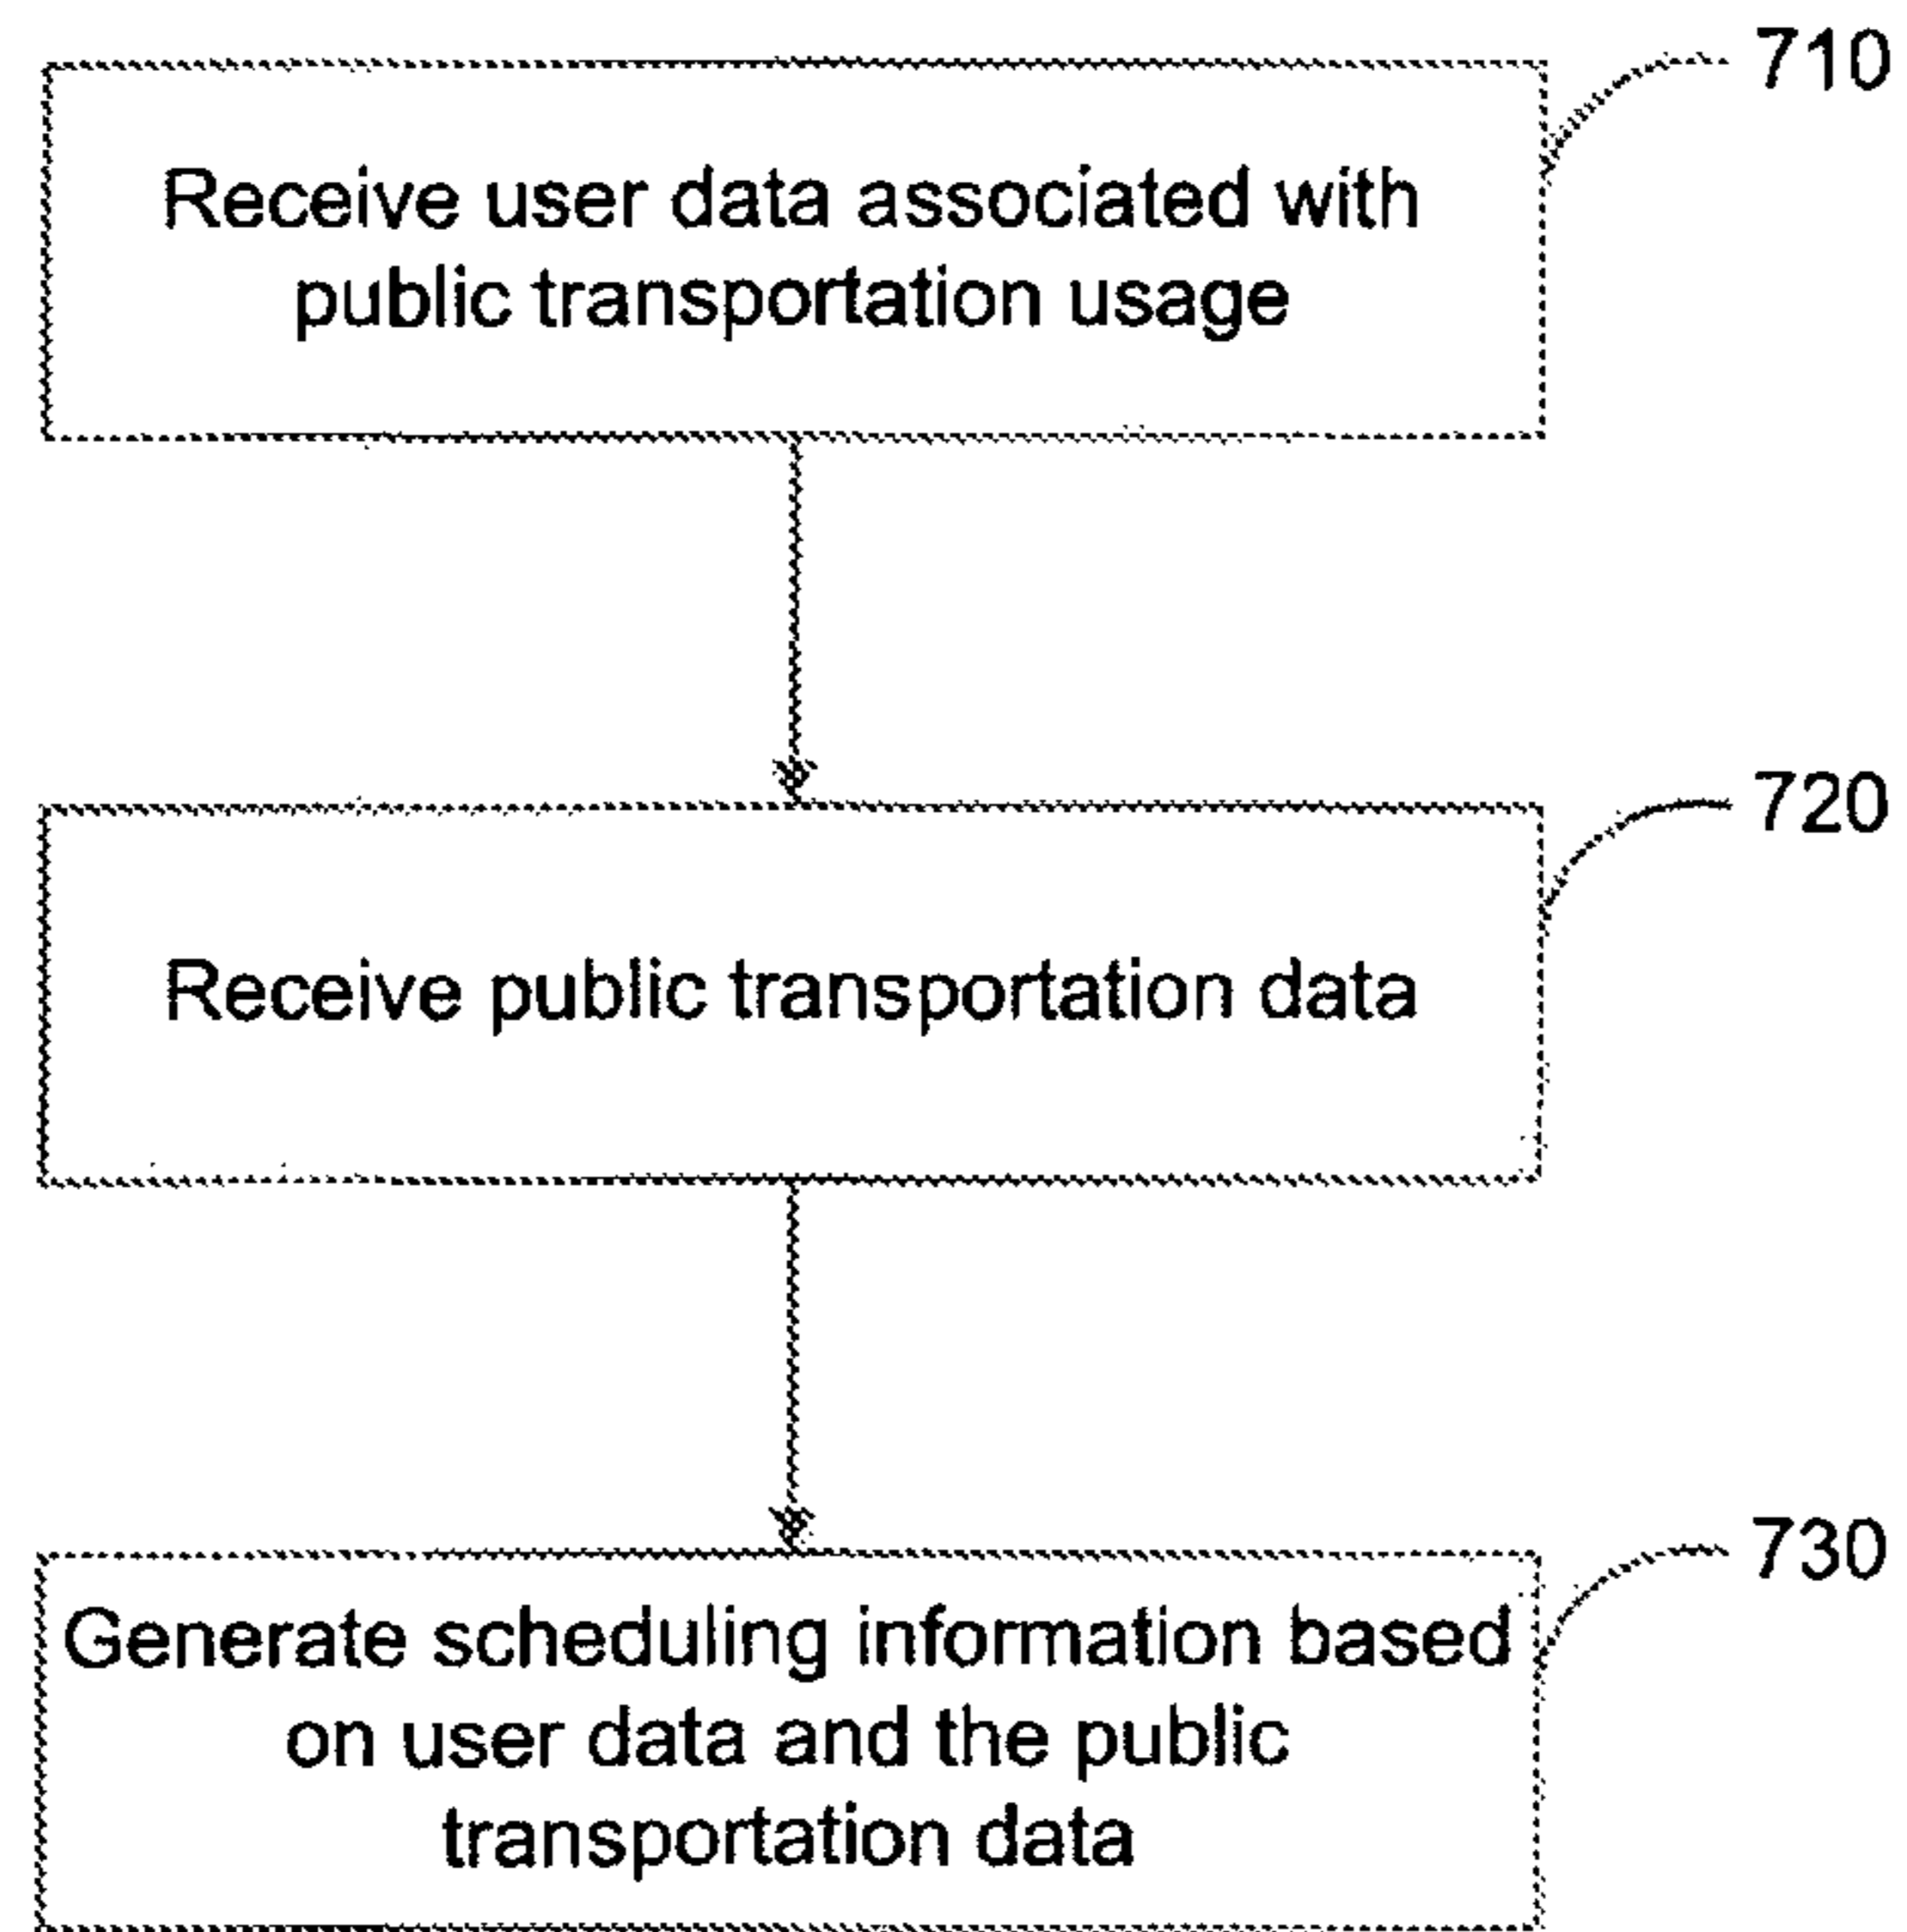 710
Receive user data associated with
public transportation usage
720
Receive public transportation data
730
Generate scheduling information based
on user data and the public
transportation data